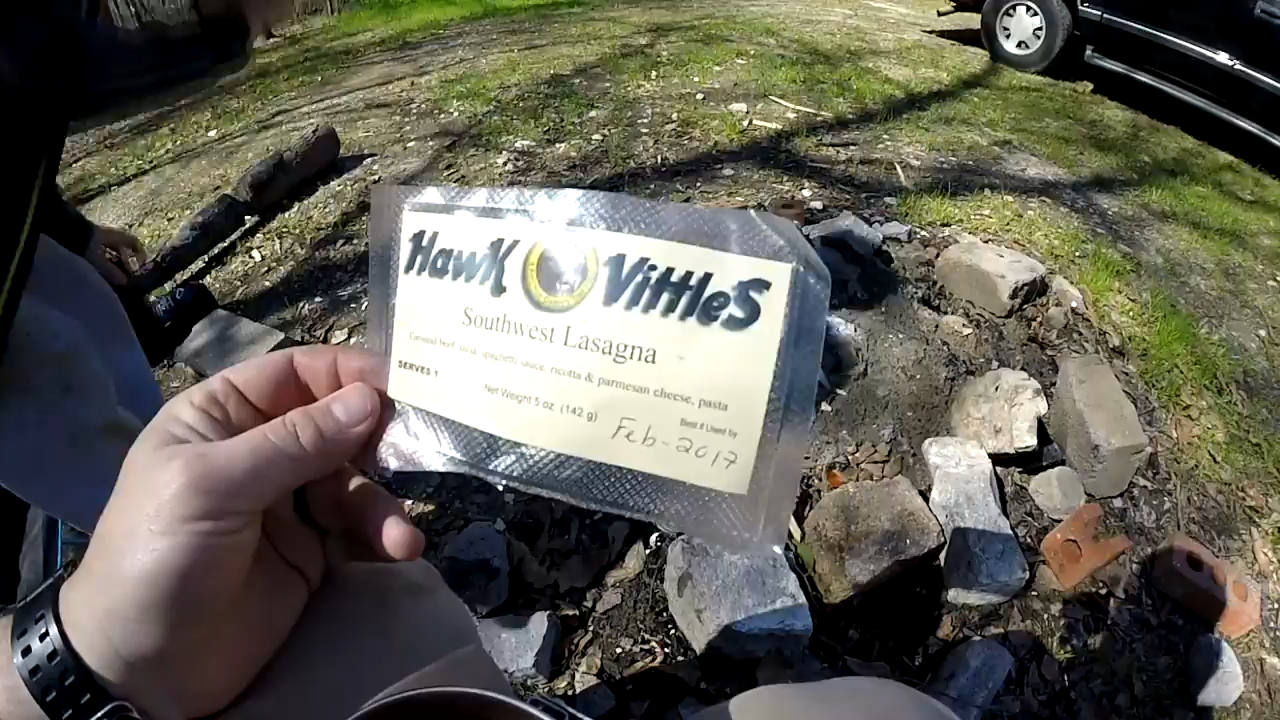 Hawk Vittles
Southwest Lasagna
Ground beef, spaghetti sauce, ricotta & parmesan cheese, pasta
SERVES 1
Net Weight 5 oz. (142 g)
Best if Used by
Feb-2017